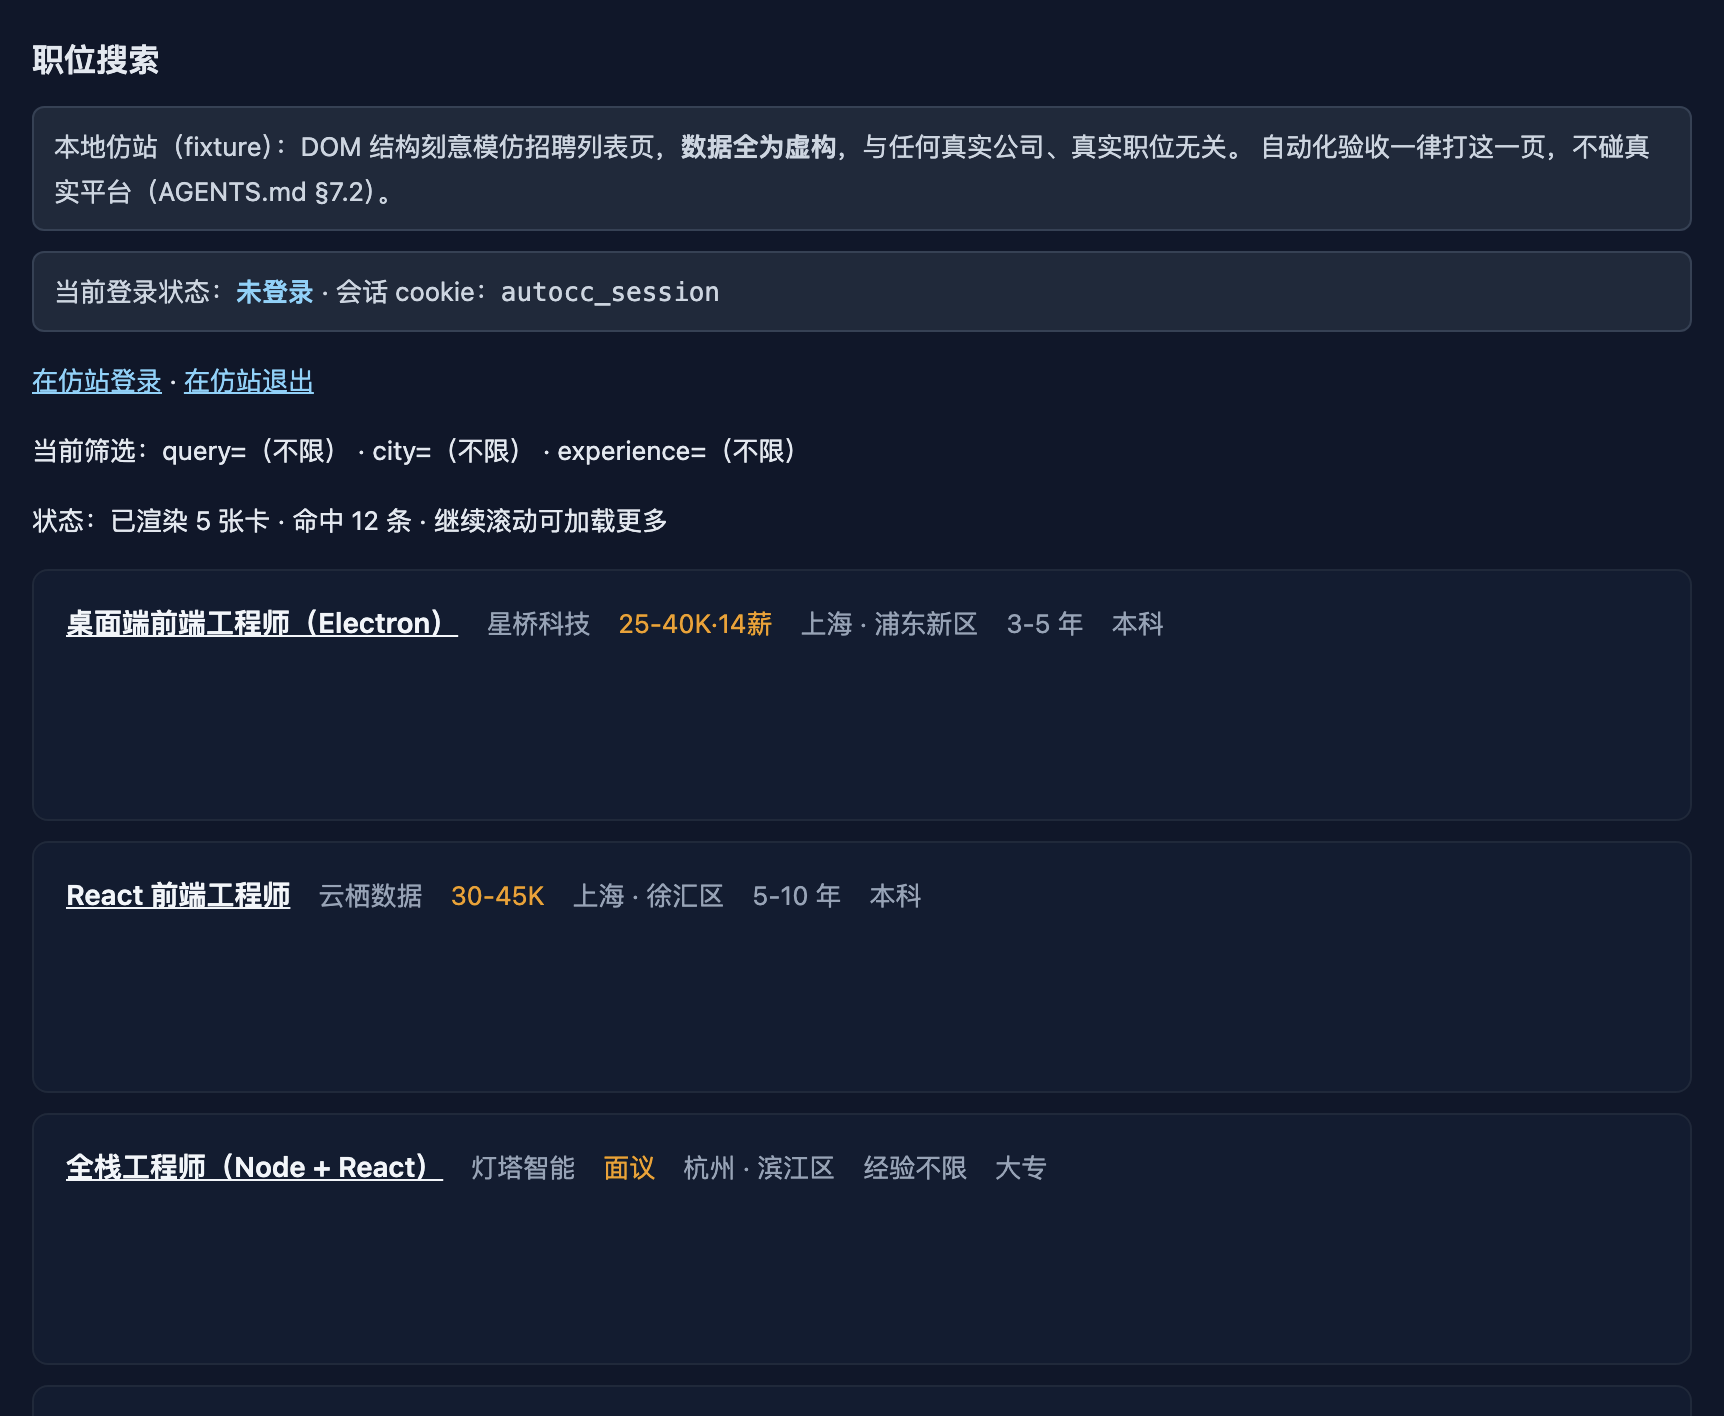 职位搜索
本地仿站（fixture）：DOM 结构刻意模仿招聘列表页，数据全为虚构，与任何真实公司、真实职位无关。 自动化验收一律打这一页，不碰真
实平台（AGENTS.md §7.2）。
当前登录状态：未登录 · 会话 cookie：autocc_session
在仿站登录 · 在仿站退出
当前筛选：query=（不限） · city=（不限） · experience=（不限）
状态：已渲染 5 张卡 · 命中 12 条 · 继续滚动可加载更多
桌面端前端工程师（Electron） 星桥科技 25-40K·14薪 上海 · 浦东新区 3-5 年 本科
React 前端工程师 云栖数据 30-45K 上海 · 徐汇区 5-10 年 本科
全栈工程师（Node + React） 灯塔智能 面议 杭州 · 滨江区 经验不限 大专